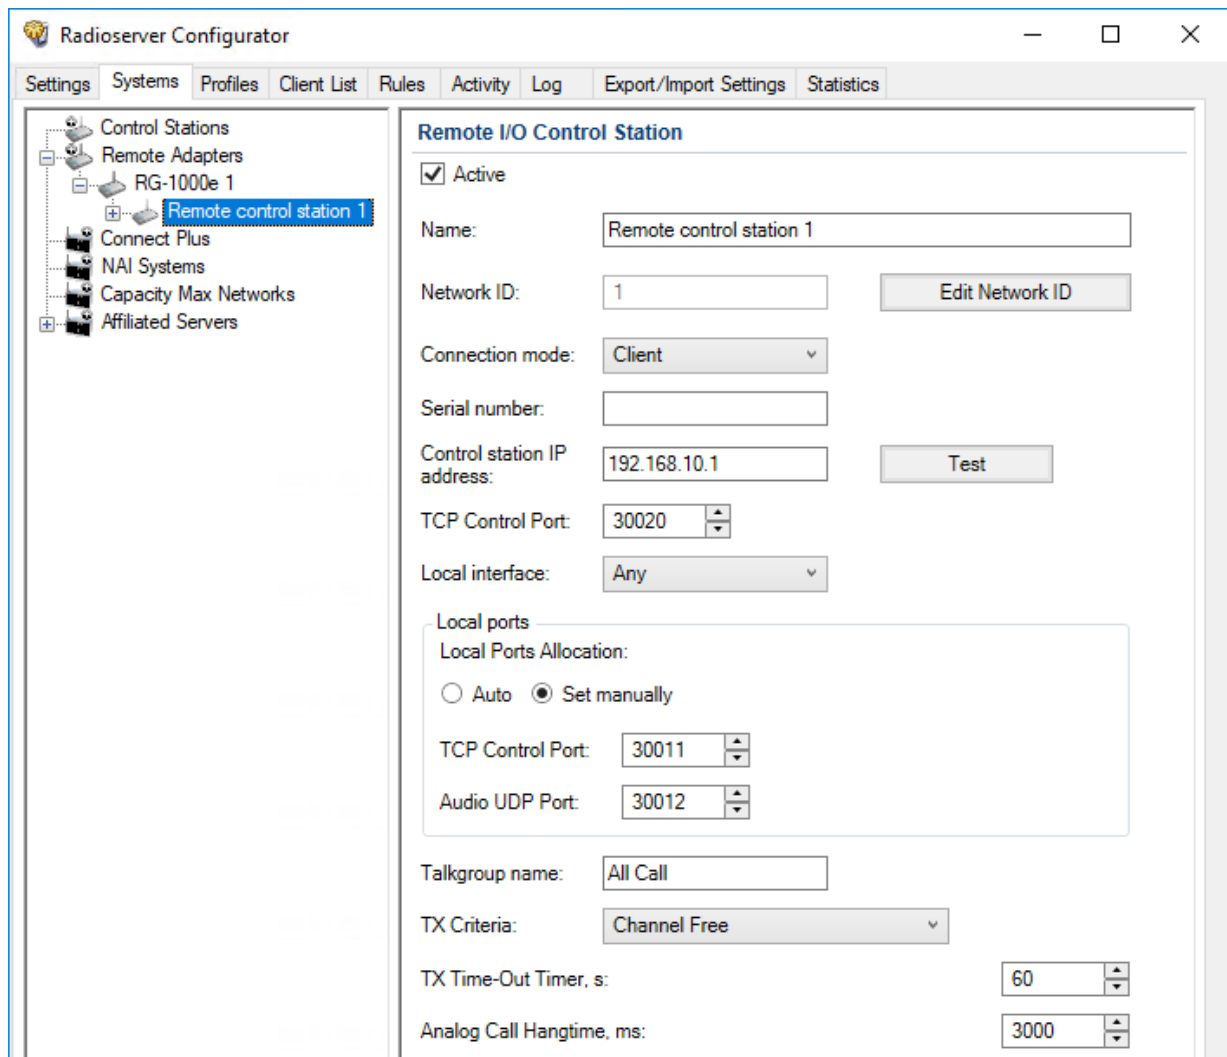 Radioserver Configurator
Settings Systems Profiles Client List Rules Activity Log Export/Import Settings Statistics
Control Stations
Remote Adapters
RG-1000e 1
Remote control station 1
Connect Plus
NAI Systems
Capacity Max Networks
Affiliated Servers
Remote I/O Control Station
Active
Name: Remote control station 1
Network ID: 1 Edit Network ID
Connection mode: Client
Serial number:
Control station IP
address: 192.168.10.1 Test
TCP Control Port: 30020
Local interface: Any
Local ports
Local Ports Allocation:
Auto Set manually
TCP Control Port: 30011
Audio UDP Port: 30012
Talkgroup name: All Call
TX Criteria: Channel Free
TX Time-Out Timer, s: 60
Analog Call Hangtime, ms: 3000